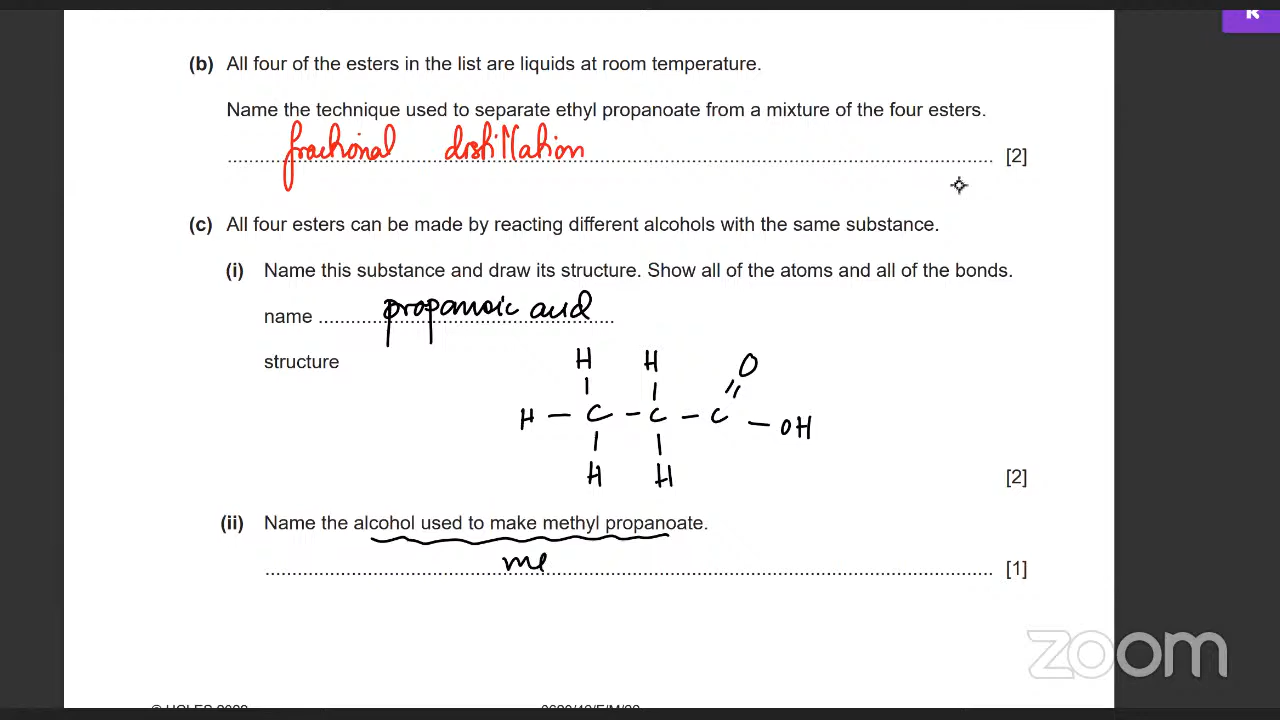 R
(b) All four of the esters in the list are liquids at room temperature.
Name the technique used to separate ethyl propanoate from a mixture of the four esters.
fractional distillation
[2]
(c) All four esters can be made by reacting different alcohols with the same substance.
(i) Name this substance and draw its structure. Show all of the atoms and all of the bonds.
name propanoic acid
structure
H H O
H – C – C – C – OH
H H
[2]
(ii) Name the alcohol used to make methyl propanoate.
me
[1]
zoom